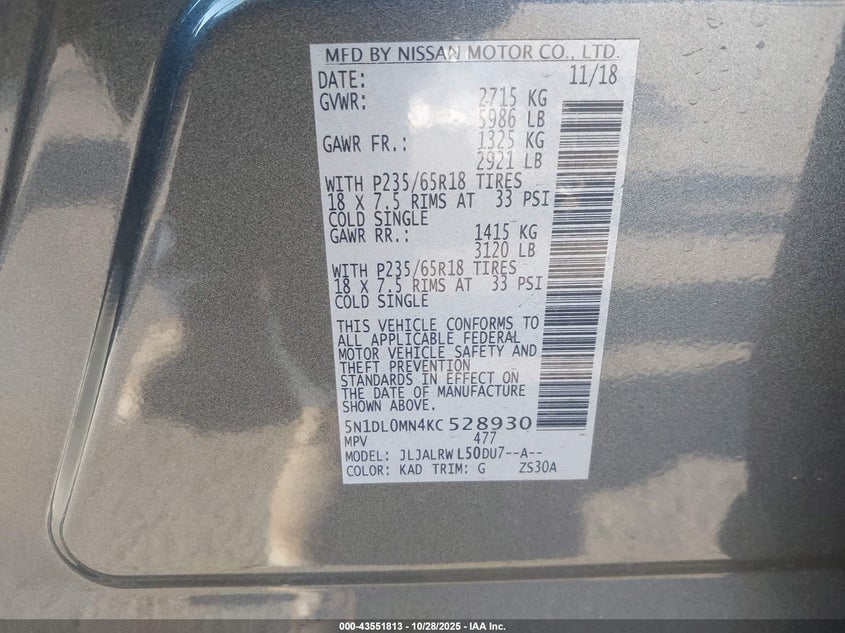 MFD BY NISSAN MOTOR CO., LTD.
DATE: 11/18
GVWR: 2715 KG
5986 LB
GAWR FR.: 1325 KG
2921 LB
WITH P235/65R18 TIRES
18 X 7.5 RIMS AT 33 PSI
COLD SINGLE
GAWR RR.: 1415 KG
3120 LB
WITH P235/65R18 TIRES
18 X 7.5 RIMS AT 33 PSI
COLD SINGLE
THIS VEHICLE CONFORMS TO
ALL APPLICABLE FEDERAL
MOTOR VEHICLE SAFETY AND
THEFT PREVENTION
STANDARDS IN EFFECT ON
THE DATE OF MANUFACTURE
SHOWN ABOVE.
5N1DL0MN4KC 528930
MPV 477
MODEL: JLJALRW L50DU7--A--
COLOR: KAD TRIM: G ZS30A
000-43551813 - 10/28/2025 - IAA Inc.